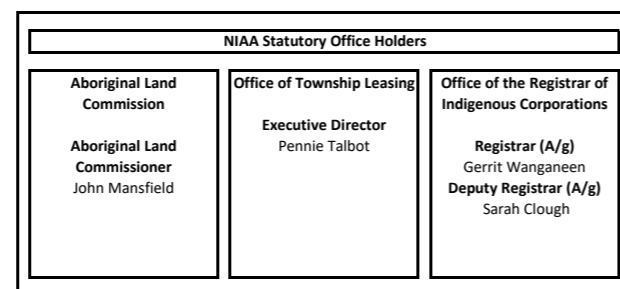 NIAA Statutory Office Holders
Aboriginal Land
Commission
Aboriginal Land
Commissioner
John Mansfield
Office of Township Leasing
Executive Director
Pennie Talbot
Office of the Registrar of
Indigenous Corporations
Registrar (A/g)
Gerrit Wanganeen
Deputy Registrar (A/g)
Sarah Clough